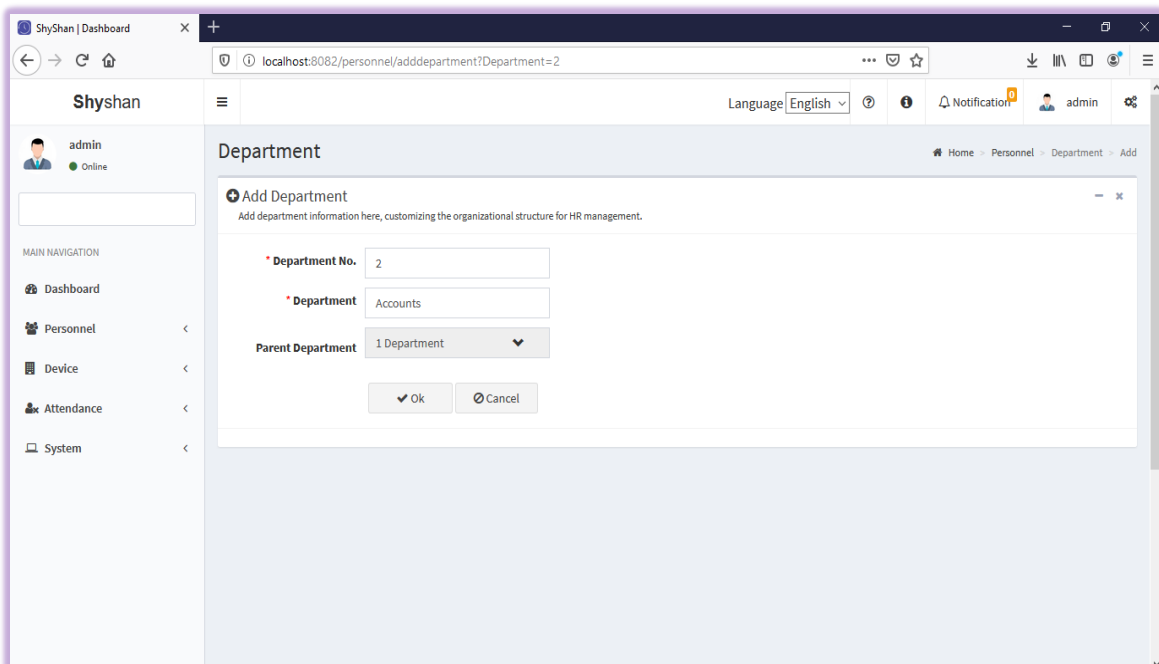 ShyShan | Dashboard
localhost:8082/personnel/adddepartment?Department=2
Shyshan
Language English
Notification 0
admin
admin
Online
Department
Home > Personnel > Department > Add
Add Department
Add department information here, customizing the organizational structure for HR management.
MAIN NAVIGATION
Dashboard
Personnel
Device
Attendance
System
* Department No. 2
* Department Accounts
Parent Department 1 Department
Ok Cancel